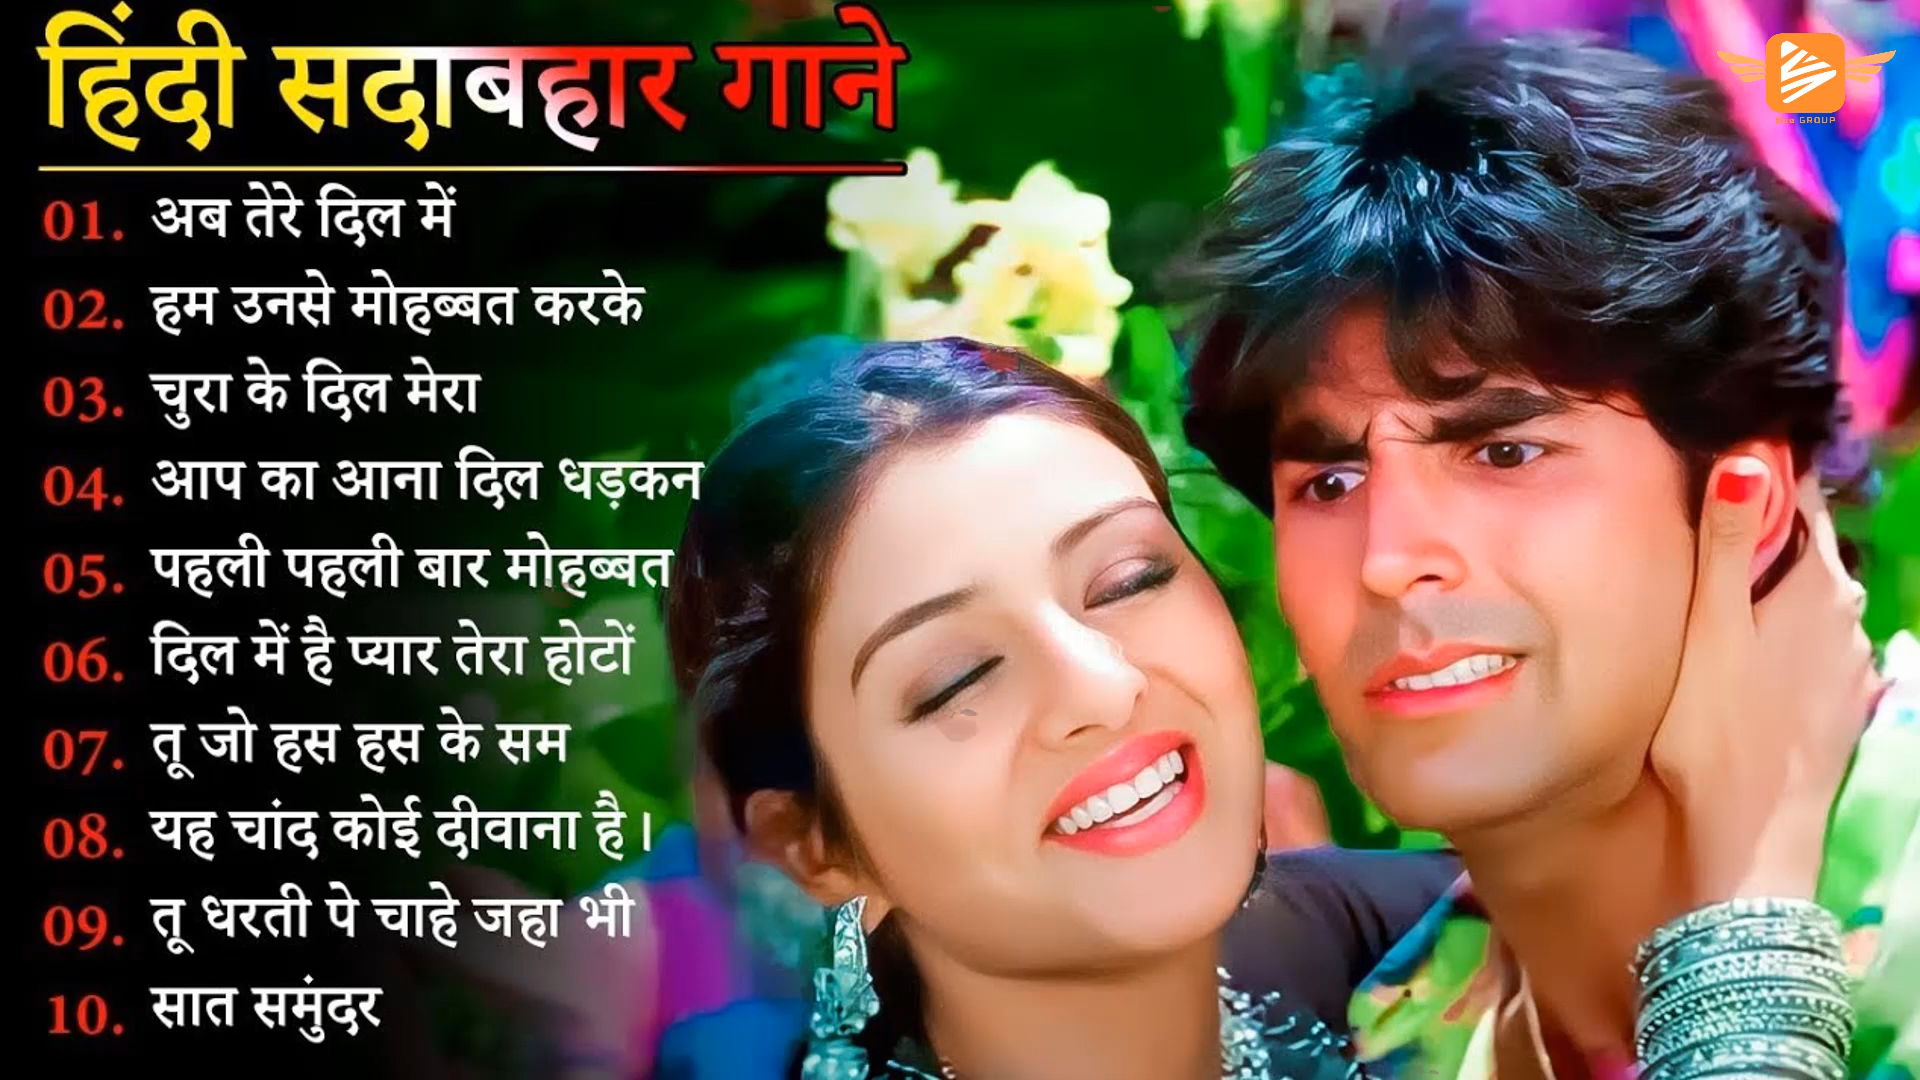 हिंदी सदाबहार गाने
01. अब तेरे दिल में
02. हम उनसे मोहब्बत करके
03. चुरा के दिल मेरा
04. आप का आना दिल धड़कन
05. पहली पहली बार मोहब्बत
06. दिल में है प्यार तेरा होटों
07. तू जो हस हस के सम
08. यह चांद कोई दीवाना है।
09. तू धरती पे चाहे जहा भी
10. सात समुंदर
GROUP